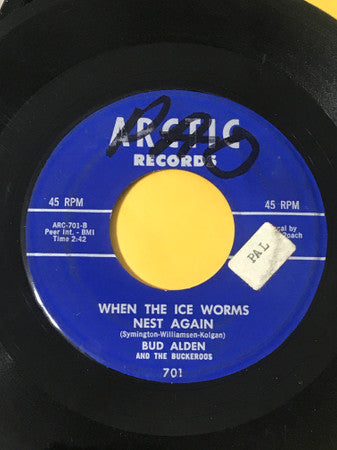 ARCTIC
RECORDS
45 RPM
45 RPM
ARC-701-B
Peer Int. - BMI
Time 2:42
by
PAL
WHEN THE ICE WORMS
NEST AGAIN
(Symington-Williamsen-Kolgan)
BUD ALDEN
AND THE BUCKEROOS
701